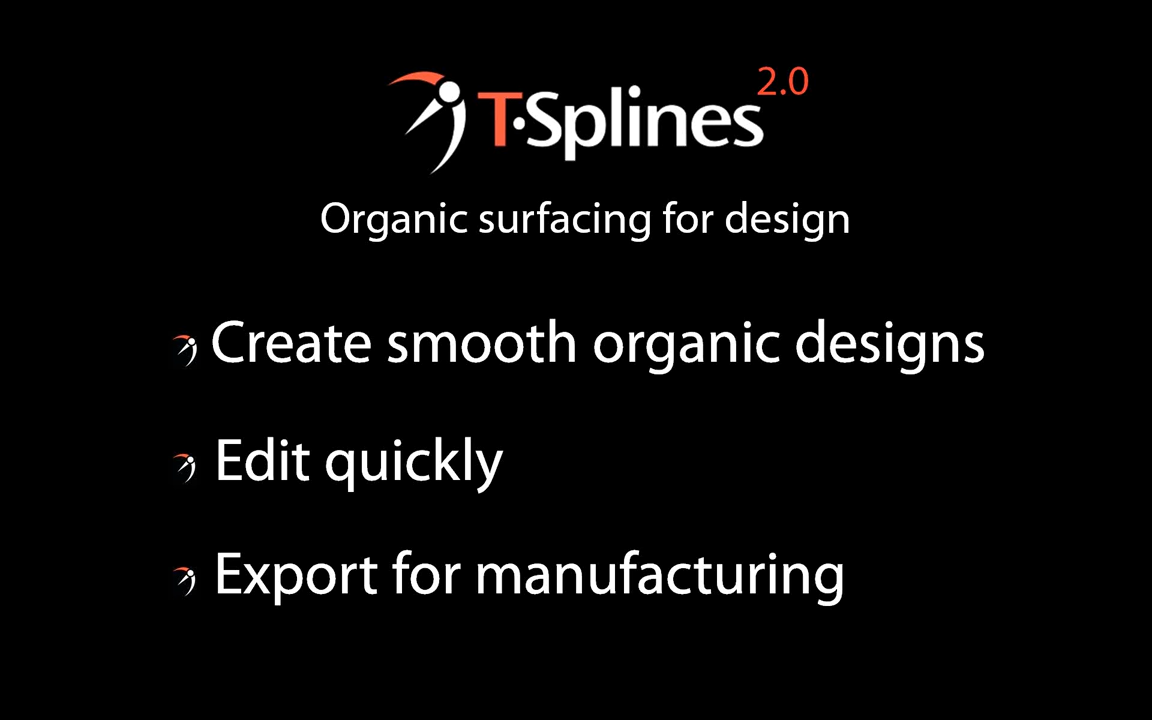 T·Splines 2.0
Organic surfacing for design
Create smooth organic designs
Edit quickly
Export for manufacturing